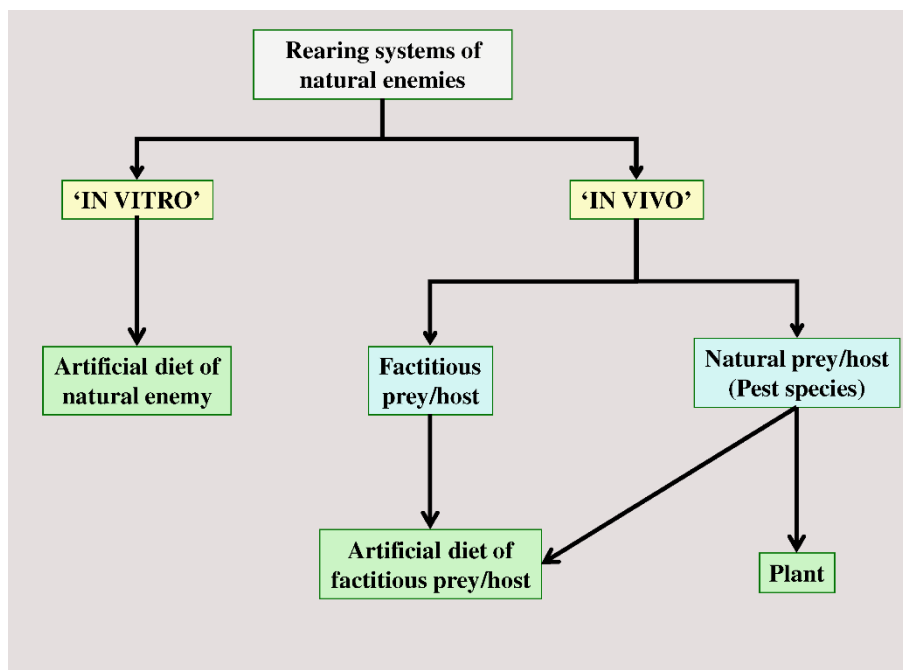 Rearing systems of
natural enemies
‘IN VITRO’
‘IN VIVO’
Artificial diet of
natural enemy
Factitious
prey/host
Natural prey/host
(Pest species)
Artificial diet of
factitious prey/host
Plant